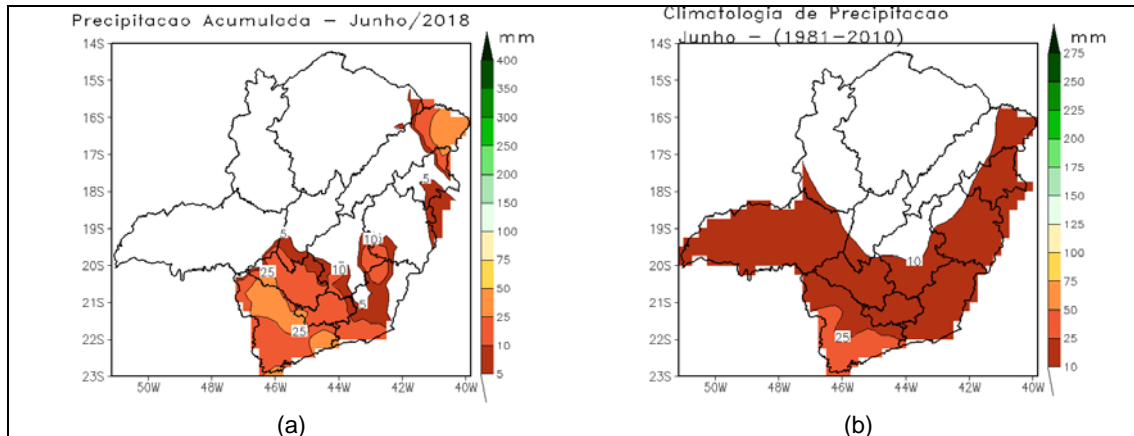 Precipitacao Acumulada – Junho/2018
mm
14S
15S
16S
17S
18S
19S
20S
21S
22S
23S
50W
48W
46W
44W
42W
40W
400
350
300
250
200
150
100
75
50
25
10
5
5
5
10
10
25
5
25
(a)
Climatologia de Precipitacao
Junho – (1981–2010)
mm
14S
15S
16S
17S
18S
19S
20S
21S
22S
23S
50W
48W
46W
44W
42W
40W
275
250
225
200
175
150
125
100
75
50
25
10
10
25
(b)